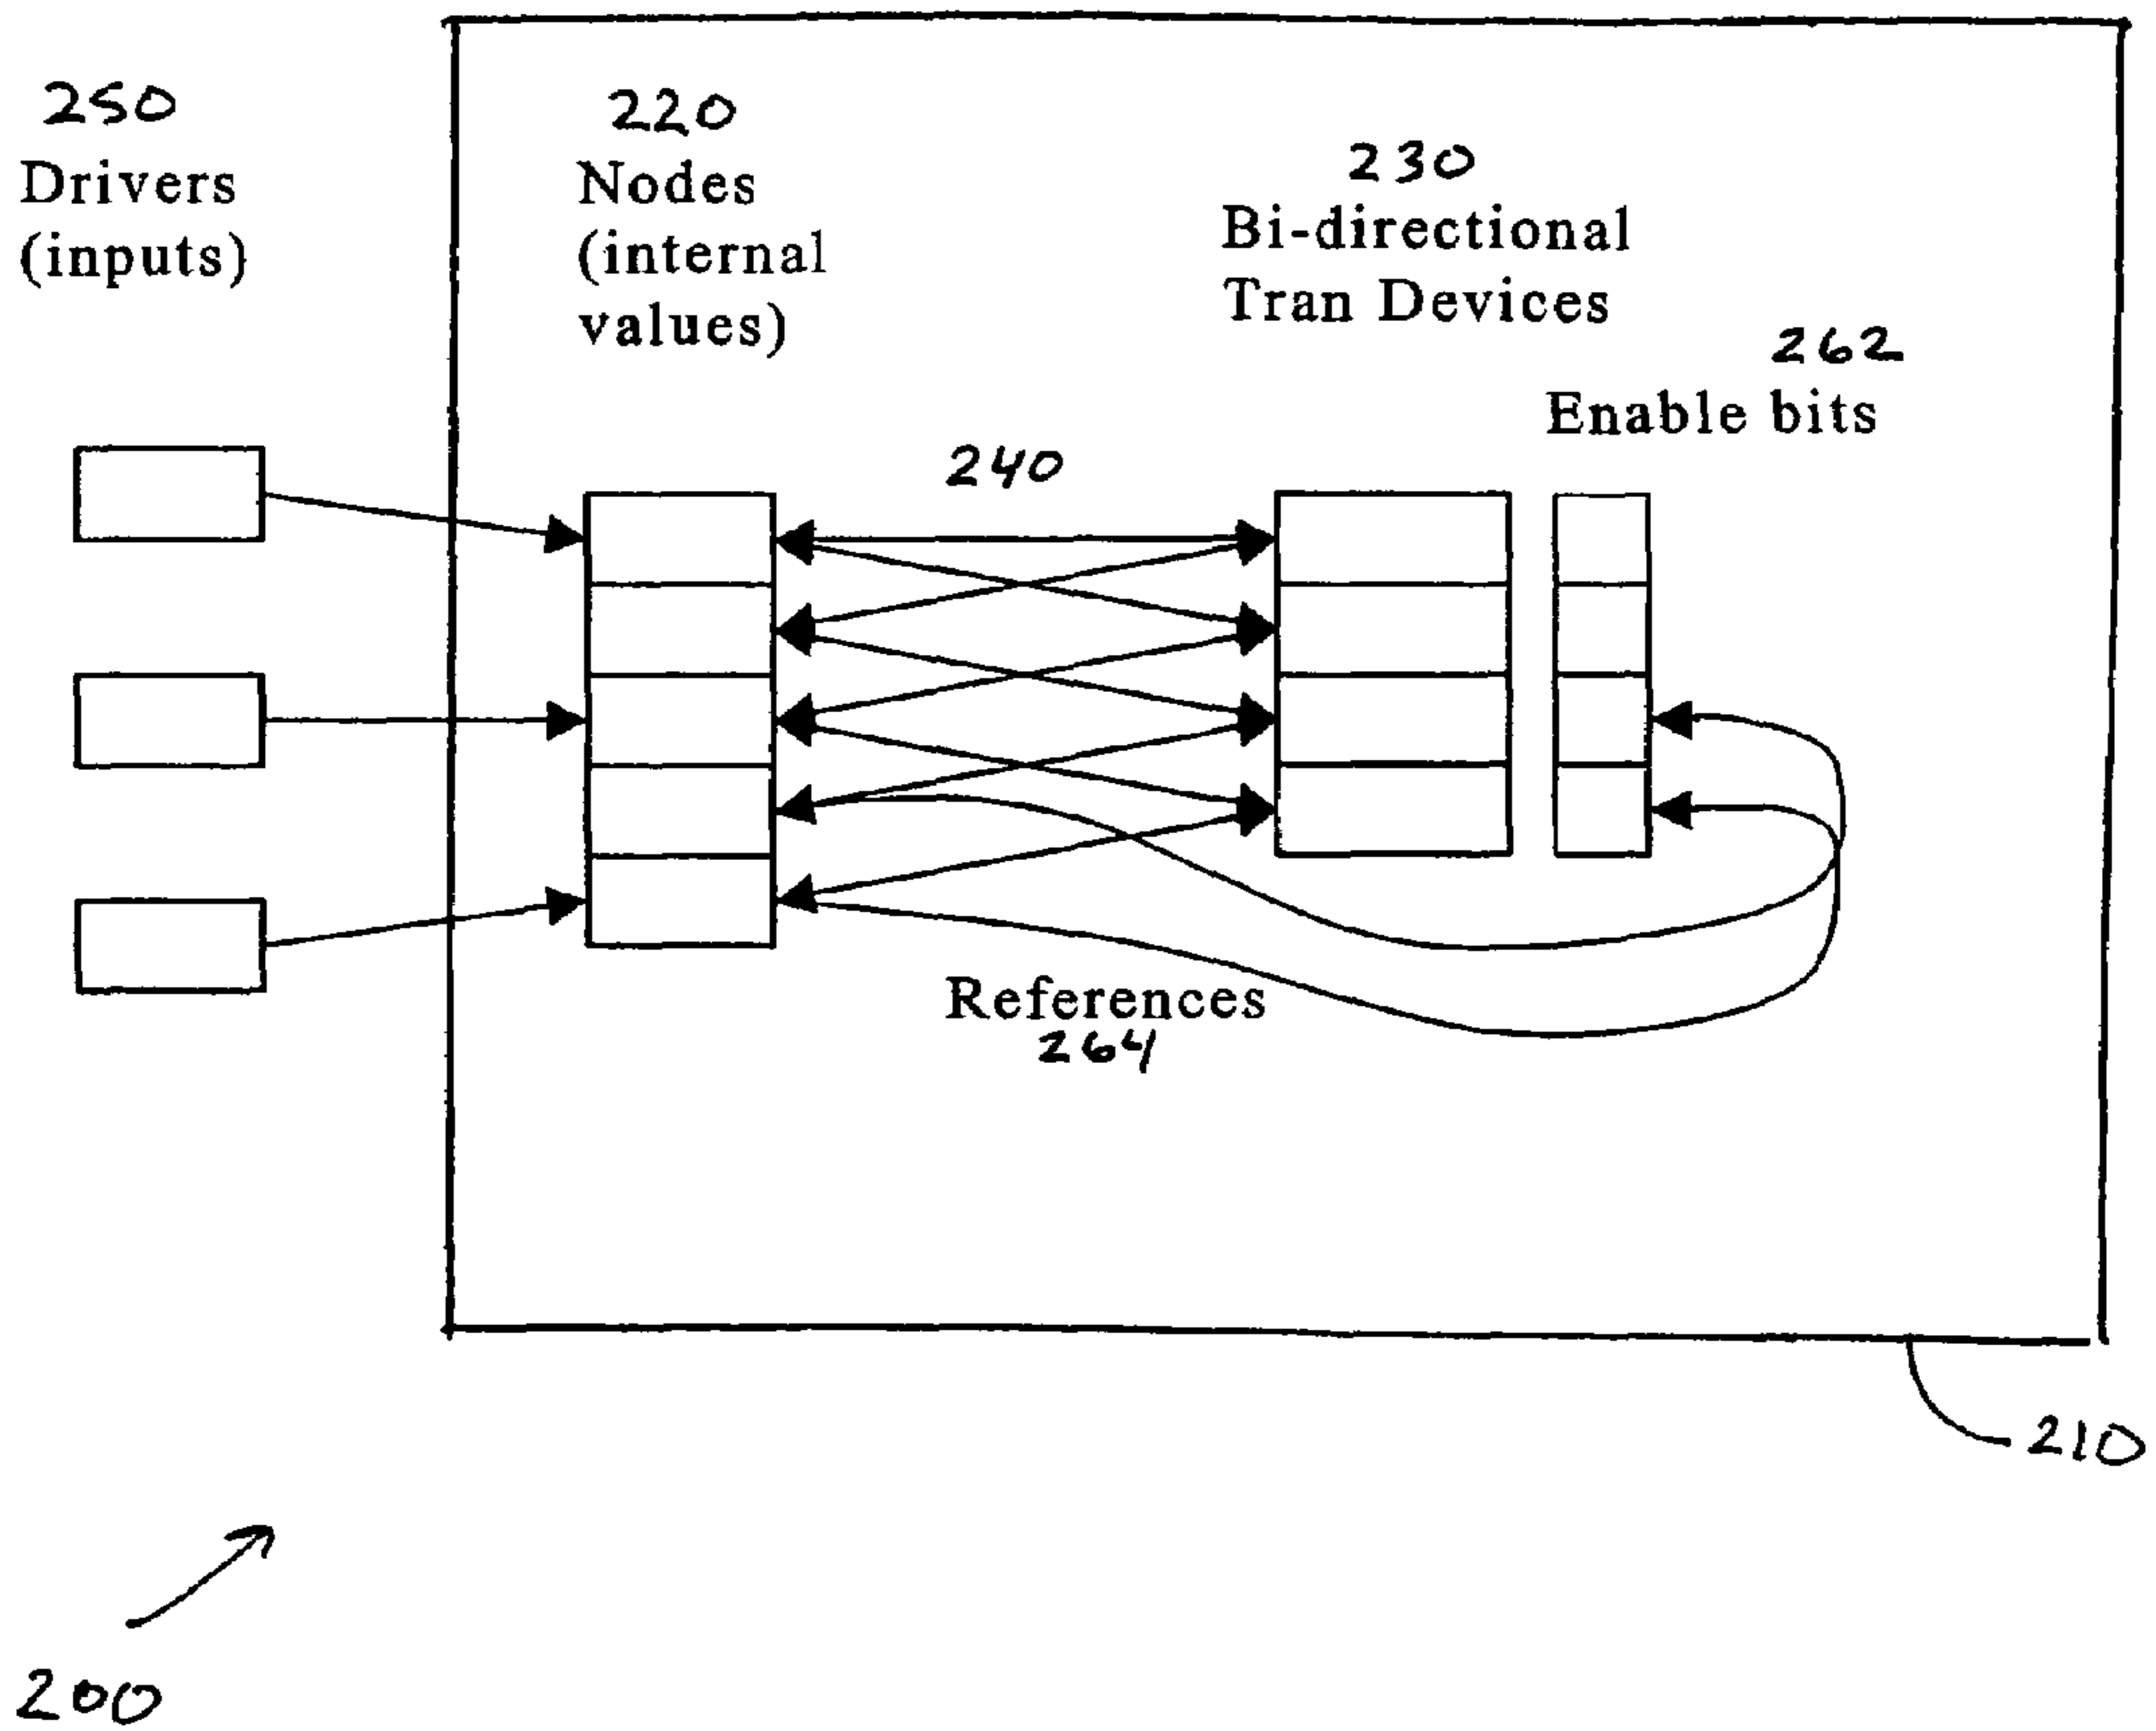 250
Drivers
(inputs)
220
Nodes
(internal
values)
230
Bi-directional
Tran Devices
262
Enable bits
240
References
264
210
200